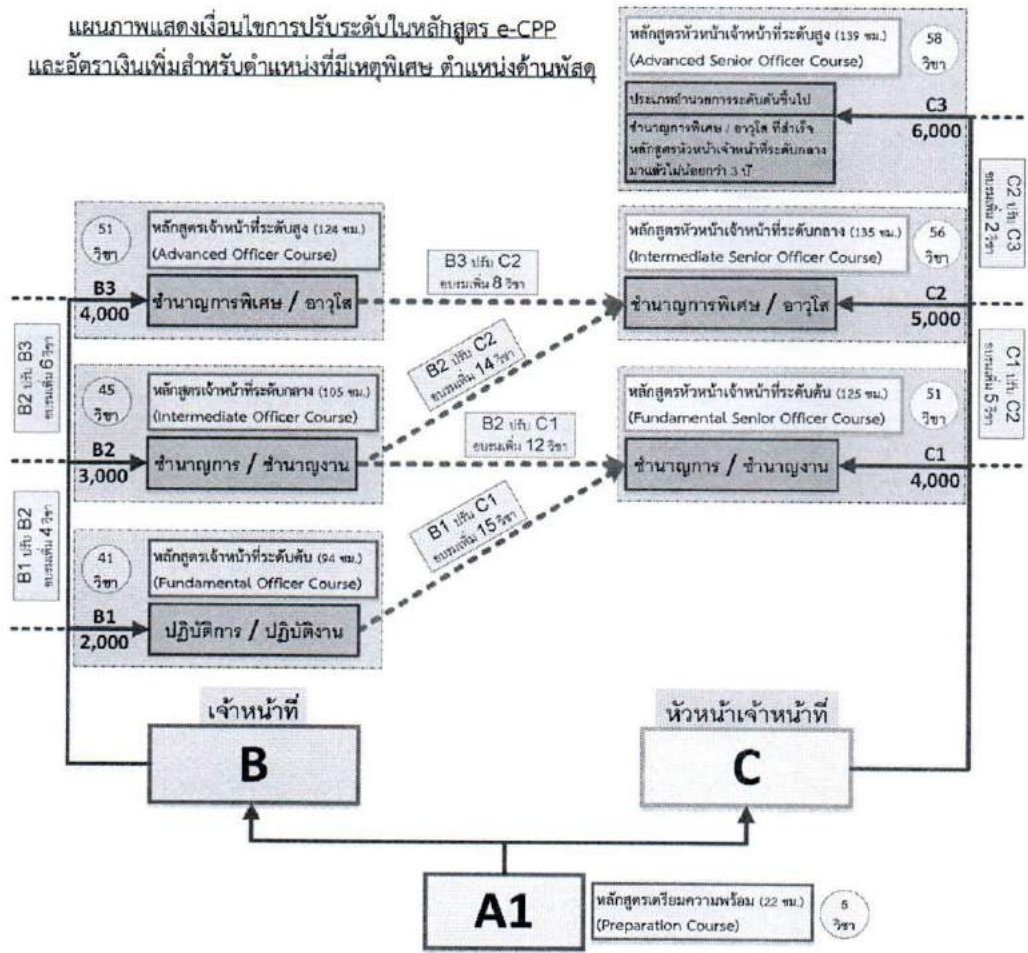 แผนภาพแสดงเงื่อนไขการปรับระดับในหลักสูตร e-CPP
และอัตราเงินเพิ่มสำหรับตำแหน่งที่มีเหตุพิเศษ ตำแหน่งด้านพัสดุ
หลักสูตรหัวหน้าเจ้าหน้าที่ระดับสูง (139 ชม.)
(Advanced Senior Officer Course)
58
วิชา
ประเภทอำนวยการระดับต้นขึ้นไป
ชำนาญการพิเศษ / อาวุโส ที่สำเร็จ
หลักสูตรหัวหน้าเจ้าหน้าที่ระดับกลาง
มาแล้วไม่น้อยกว่า 3 ปี
C3
6,000
C2 ปรับ C3
อบรมเพิ่ม 2 วิชา
51
วิชา
หลักสูตรเจ้าหน้าที่ระดับสูง (124 ชม.)
(Advanced Officer Course)
B3
4,000
ชำนาญการพิเศษ / อาวุโส
B3 ปรับ C2
อบรมเพิ่ม 8 วิชา
หลักสูตรหัวหน้าเจ้าหน้าที่ระดับกลาง (135 ชม.)
(Intermediate Senior Officer Course)
56
วิชา
ชำนาญการพิเศษ / อาวุโส
C2
5,000
B2 ปรับ B3
อบรมเพิ่ม 6 วิชา
B2 ปรับ C2
อบรมเพิ่ม 14 วิชา
C1 ปรับ C2
อบรมเพิ่ม 5 วิชา
45
วิชา
หลักสูตรเจ้าหน้าที่ระดับกลาง (105 ชม.)
(Intermediate Officer Course)
B2
3,000
ชำนาญการ / ชำนาญงาน
B2 ปรับ C1
อบรมเพิ่ม 12 วิชา
หลักสูตรหัวหน้าเจ้าหน้าที่ระดับต้น (125 ชม.)
(Fundamental Senior Officer Course)
51
วิชา
ชำนาญการ / ชำนาญงาน
C1
4,000
B1 ปรับ B2
อบรมเพิ่ม 4 วิชา
B1 ปรับ C1
อบรมเพิ่ม 15 วิชา
41
วิชา
หลักสูตรเจ้าหน้าที่ระดับต้น (94 ชม.)
(Fundamental Officer Course)
B1
2,000
ปฏิบัติการ / ปฏิบัติงาน
เจ้าหน้าที่
B
หัวหน้าเจ้าหน้าที่
C
A1
หลักสูตรเตรียมความพร้อม (22 ชม.)
(Preparation Course)
5
วิชา